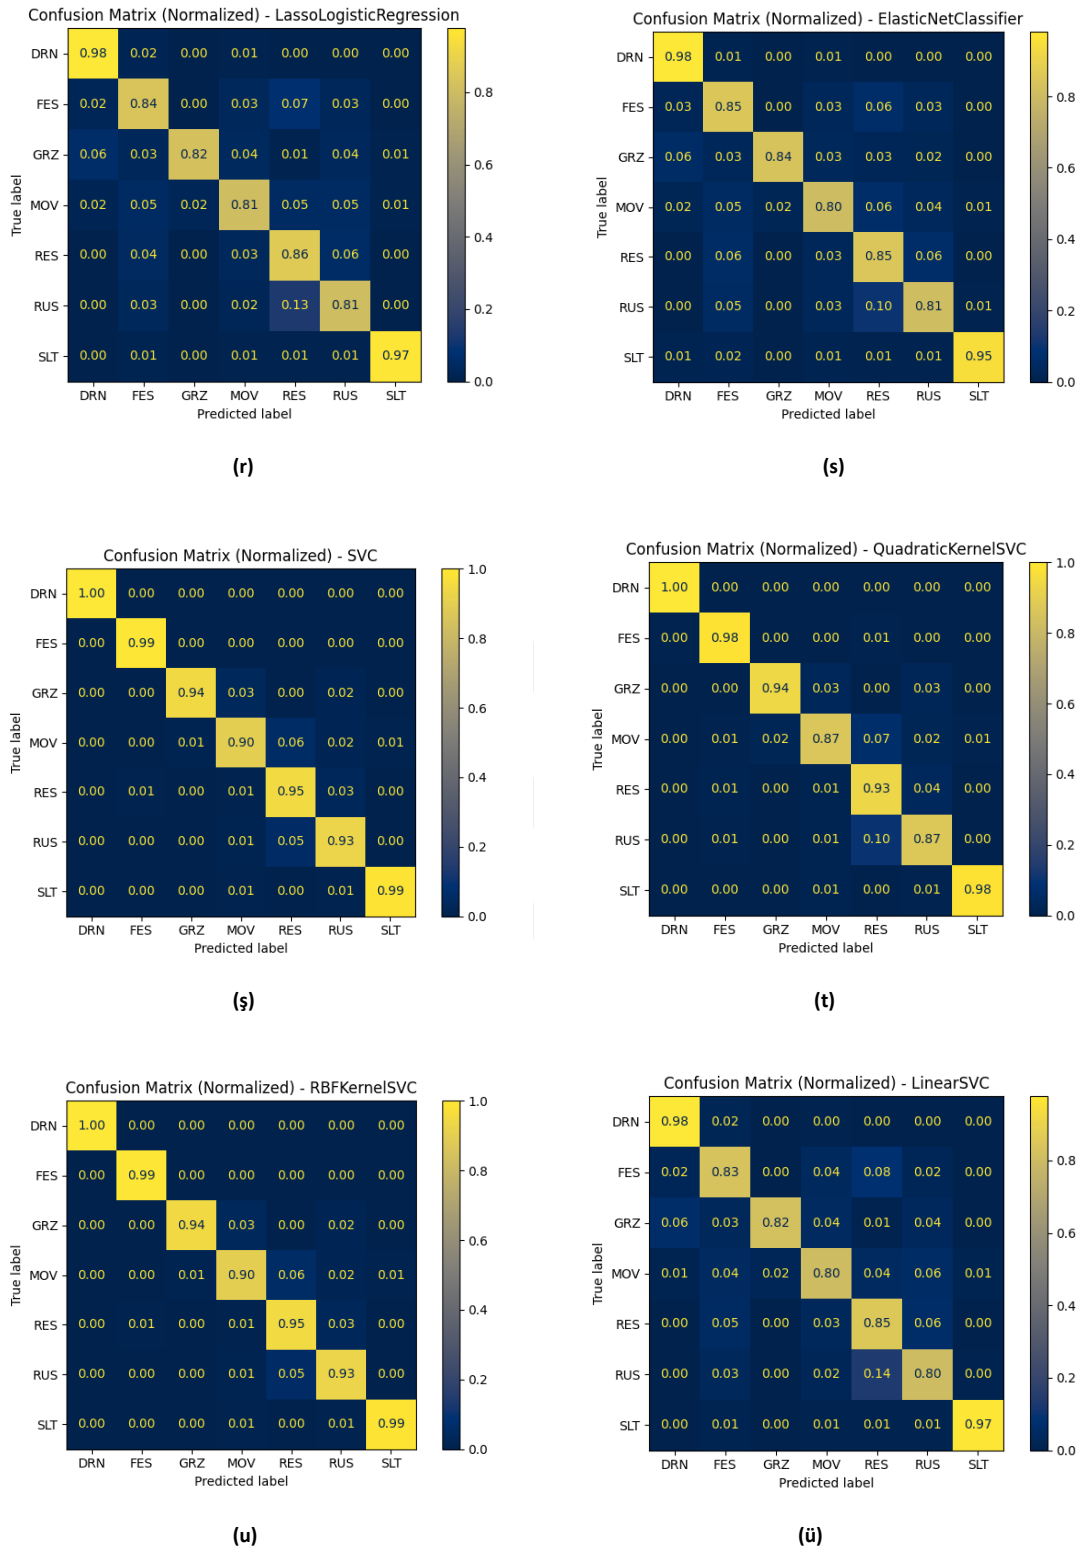 Confusion Matrix (Normalized) - LassoLogisticRegression
True label
DRN 0.98 0.02 0.00 0.01 0.00 0.00 0.00
FES 0.02 0.84 0.00 0.03 0.07 0.03 0.00
GRZ 0.06 0.03 0.82 0.04 0.01 0.04 0.01
MOV 0.02 0.05 0.02 0.81 0.05 0.05 0.01
RES 0.00 0.04 0.00 0.03 0.86 0.06 0.00
RUS 0.00 0.03 0.00 0.02 0.13 0.81 0.00
SLT 0.00 0.01 0.00 0.01 0.01 0.01 0.97
DRN FES GRZ MOV RES RUS SLT
Predicted label
0.8
0.6
0.4
0.2
0.0
(r)
Confusion Matrix (Normalized) - ElasticNetClassifier
True label
DRN 0.98 0.01 0.00 0.01 0.00 0.00 0.00
FES 0.03 0.85 0.00 0.03 0.06 0.03 0.00
GRZ 0.06 0.03 0.84 0.03 0.03 0.02 0.00
MOV 0.02 0.05 0.02 0.80 0.06 0.04 0.01
RES 0.00 0.06 0.00 0.03 0.85 0.06 0.00
RUS 0.00 0.05 0.00 0.03 0.10 0.81 0.01
SLT 0.01 0.02 0.00 0.01 0.01 0.01 0.95
DRN FES GRZ MOV RES RUS SLT
Predicted label
0.8
0.6
0.4
0.2
0.0
(s)
Confusion Matrix (Normalized) - SVC
True label
DRN 1.00 0.00 0.00 0.00 0.00 0.00 0.00
FES 0.00 0.99 0.00 0.00 0.00 0.00 0.00
GRZ 0.00 0.00 0.94 0.03 0.00 0.02 0.00
MOV 0.00 0.00 0.01 0.90 0.06 0.02 0.01
RES 0.00 0.01 0.00 0.01 0.95 0.03 0.00
RUS 0.00 0.00 0.00 0.01 0.05 0.93 0.00
SLT 0.00 0.00 0.00 0.01 0.00 0.01 0.99
DRN FES GRZ MOV RES RUS SLT
Predicted label
1.0
0.8
0.6
0.4
0.2
0.0
(ş)
Confusion Matrix (Normalized) - QuadraticKernelSVC
True label
DRN 1.00 0.00 0.00 0.00 0.00 0.00 0.00
FES 0.00 0.98 0.00 0.00 0.01 0.00 0.00
GRZ 0.00 0.00 0.94 0.03 0.00 0.03 0.00
MOV 0.00 0.01 0.02 0.87 0.07 0.02 0.01
RES 0.00 0.01 0.00 0.01 0.93 0.04 0.00
RUS 0.00 0.01 0.00 0.01 0.10 0.87 0.00
SLT 0.00 0.00 0.00 0.01 0.00 0.01 0.98
DRN FES GRZ MOV RES RUS SLT
Predicted label
1.0
0.8
0.6
0.4
0.2
0.0
(t)
Confusion Matrix (Normalized) - RBFKernelSVC
True label
DRN 1.00 0.00 0.00 0.00 0.00 0.00 0.00
FES 0.00 0.99 0.00 0.00 0.00 0.00 0.00
GRZ 0.00 0.00 0.94 0.03 0.00 0.02 0.00
MOV 0.00 0.00 0.01 0.90 0.06 0.02 0.01
RES 0.00 0.01 0.00 0.01 0.95 0.03 0.00
RUS 0.00 0.00 0.00 0.01 0.05 0.93 0.00
SLT 0.00 0.00 0.00 0.01 0.00 0.01 0.99
DRN FES GRZ MOV RES RUS SLT
Predicted label
1.0
0.8
0.6
0.4
0.2
0.0
(u)
Confusion Matrix (Normalized) - LinearSVC
True label
DRN 0.98 0.02 0.00 0.00 0.00 0.00 0.00
FES 0.02 0.83 0.00 0.04 0.08 0.02 0.00
GRZ 0.06 0.03 0.82 0.04 0.01 0.04 0.00
MOV 0.01 0.04 0.02 0.80 0.04 0.06 0.01
RES 0.00 0.05 0.00 0.03 0.85 0.06 0.00
RUS 0.00 0.03 0.00 0.02 0.14 0.80 0.00
SLT 0.00 0.01 0.00 0.01 0.01 0.01 0.97
DRN FES GRZ MOV RES RUS SLT
Predicted label
0.8
0.6
0.4
0.2
0.0
(ü)